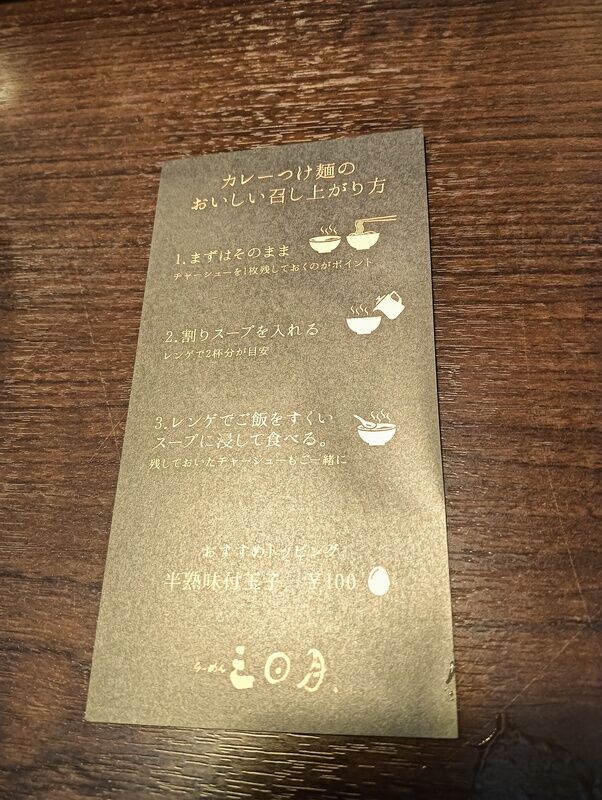 カレーつけ麺の
おいしい召し上がり方
1.まずはそのまま
チャーシューを1枚残しておくのがポイント
2.割りスープを入れる
レンゲで2杯分が目安
3.レンゲでご飯をすくい
スープに浸して食べる。
残しておいたチャーシューもご一緒に
おすすめトッピング
半熟味付玉子 ¥100
らーめん 三日月